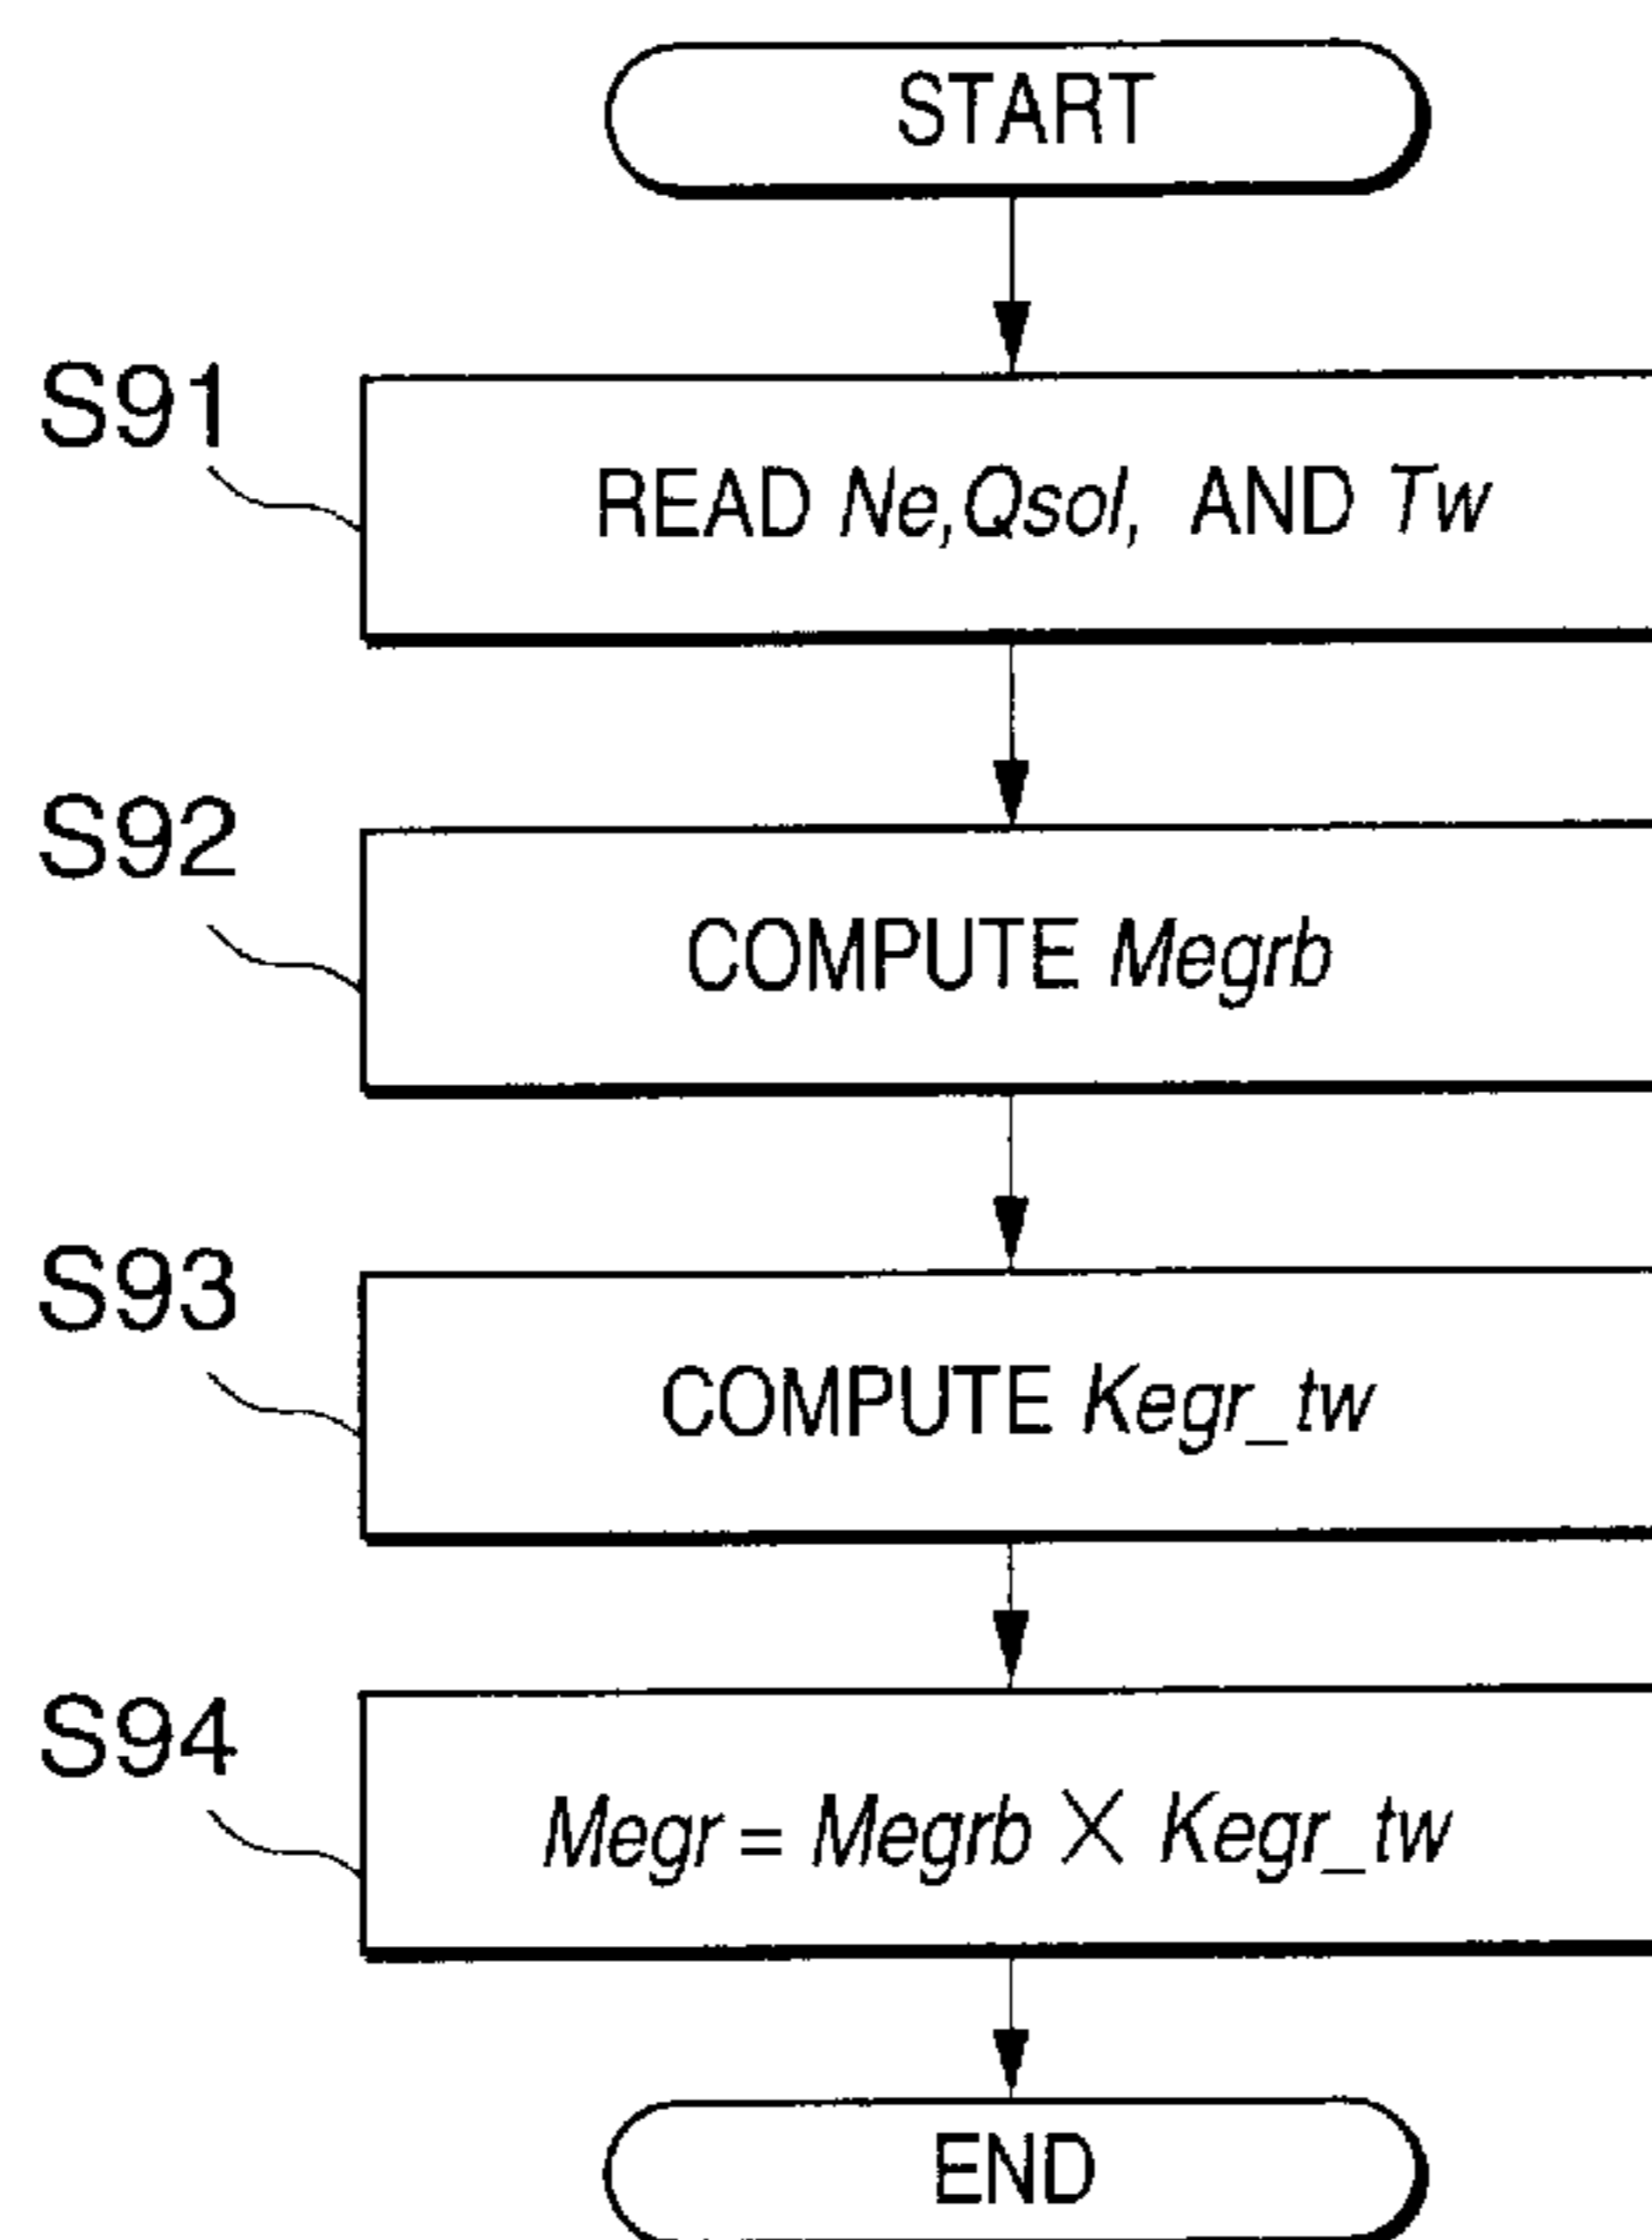 START
S91
READ Ne,Qsol, AND Tw
S92
COMPUTE Megrb
S93
COMPUTE Kegr_tw
S94
Megr = Megrb × Kegr_tw
END